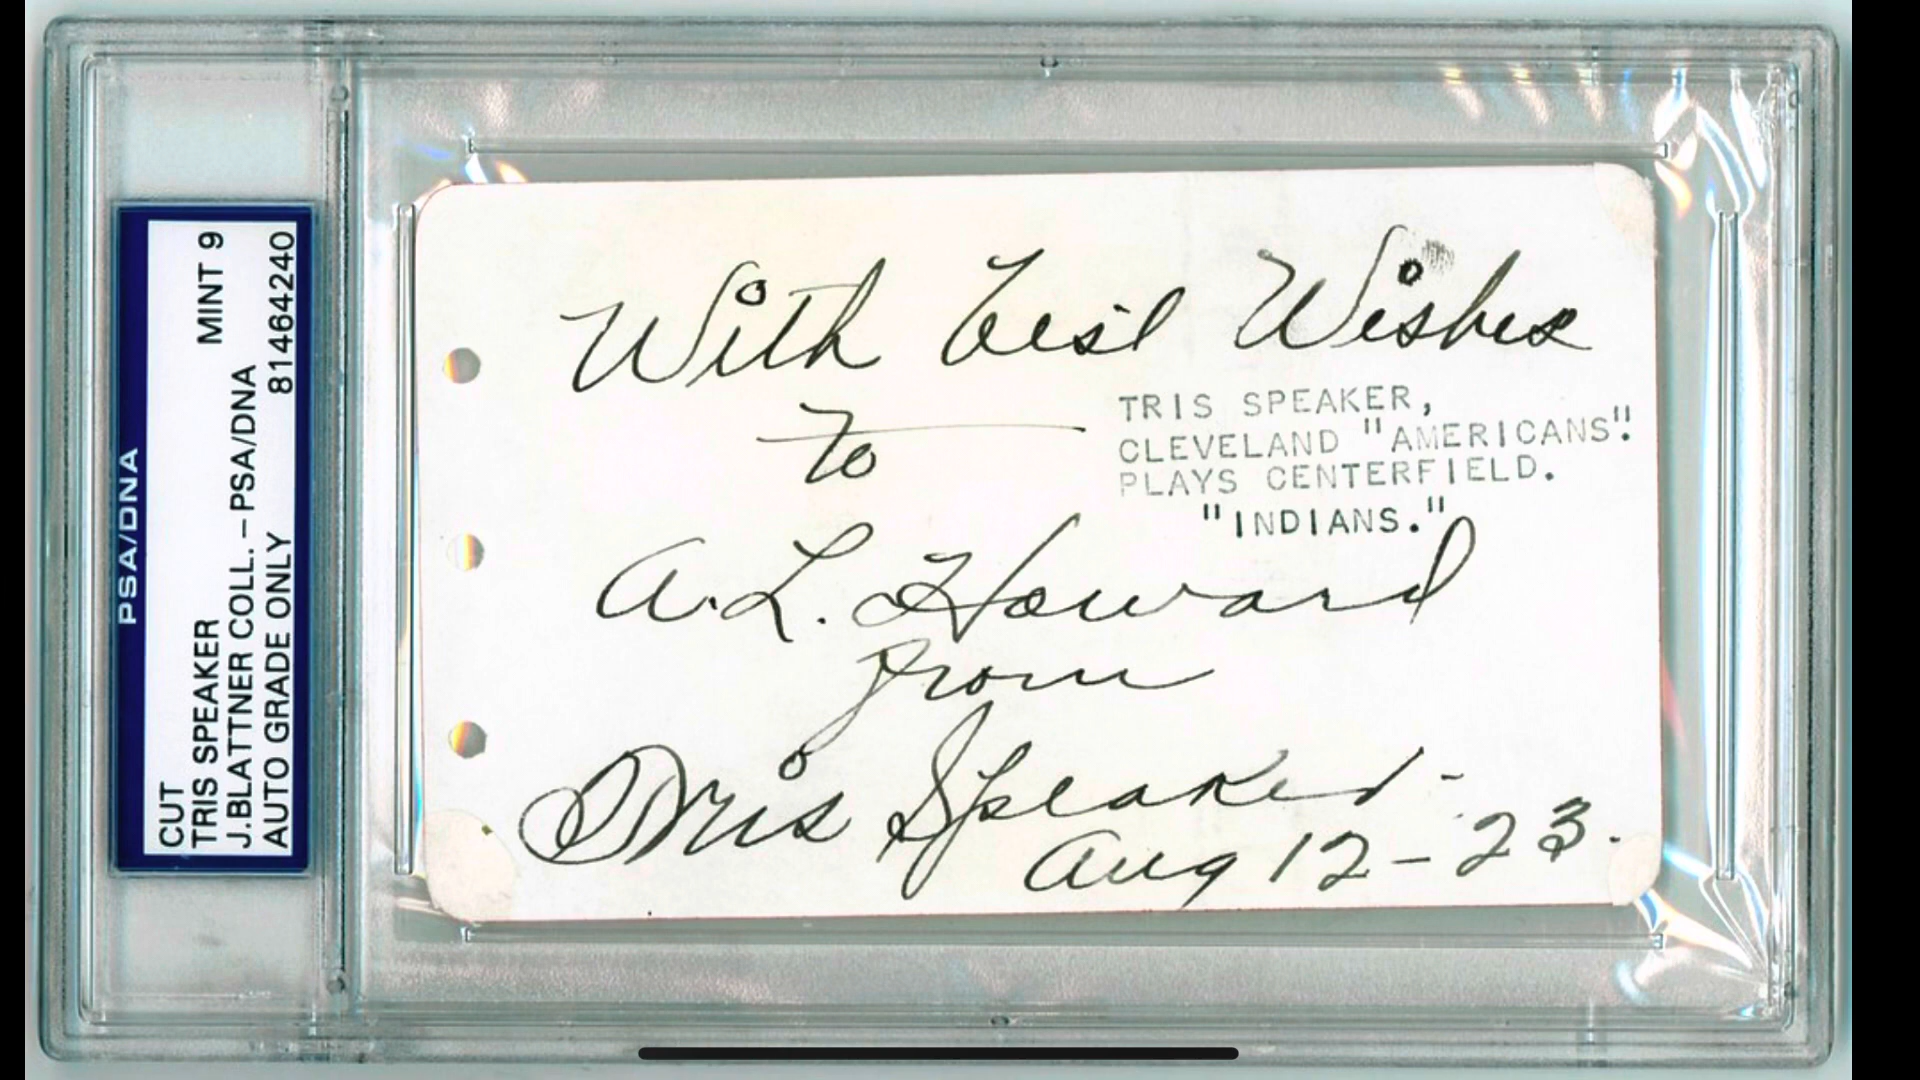 PSA/DNA
CUT
TRIS SPEAKER MINT 9
J.BLATTNER COLL.-PSA/DNA
AUTO GRADE ONLY 81464240
With best Wishes
To
TRIS SPEAKER,
CLEVELAND "AMERICANS".
PLAYS CENTERFIELD.
"INDIANS."
A. L. Howard
from
Tris Speaker-
Aug 12-23.